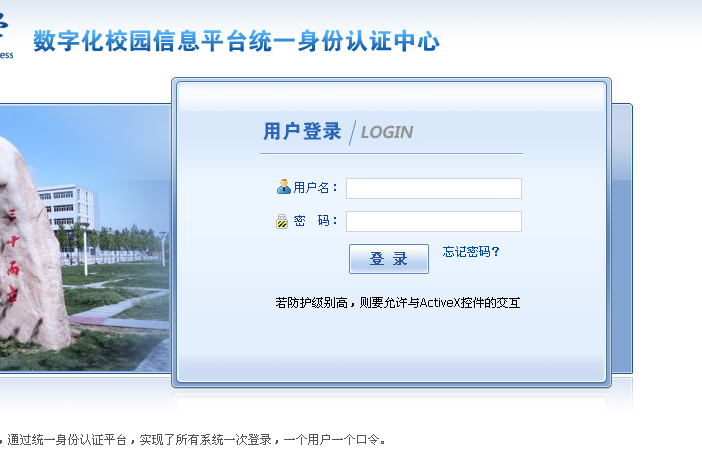 学
ess
数字化校园信息平台统一身份认证中心
用户登录 LOGIN
用户名：
密 码：
登 录 忘记密码?
若防护级别高，则要允许与ActiveX控件的交互
，通过统一身份认证平台，实现了所有系统一次登录，一个用户一个口令。